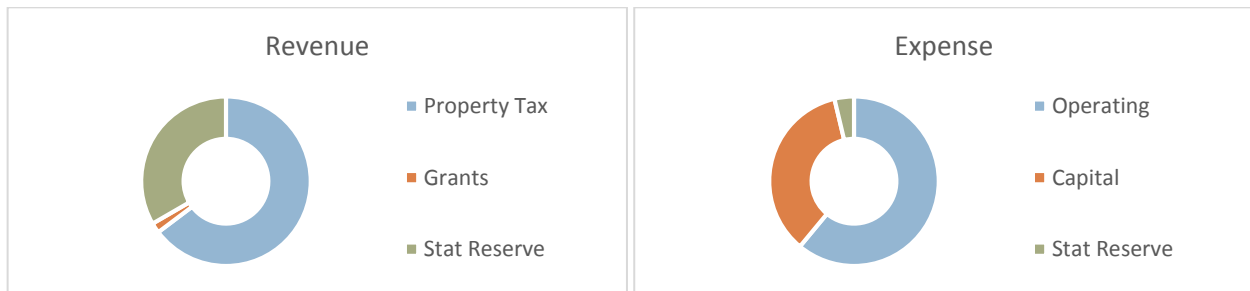 Revenue
Property Tax
Grants
Stat Reserve
Expense
Operating
Capital
Stat Reserve